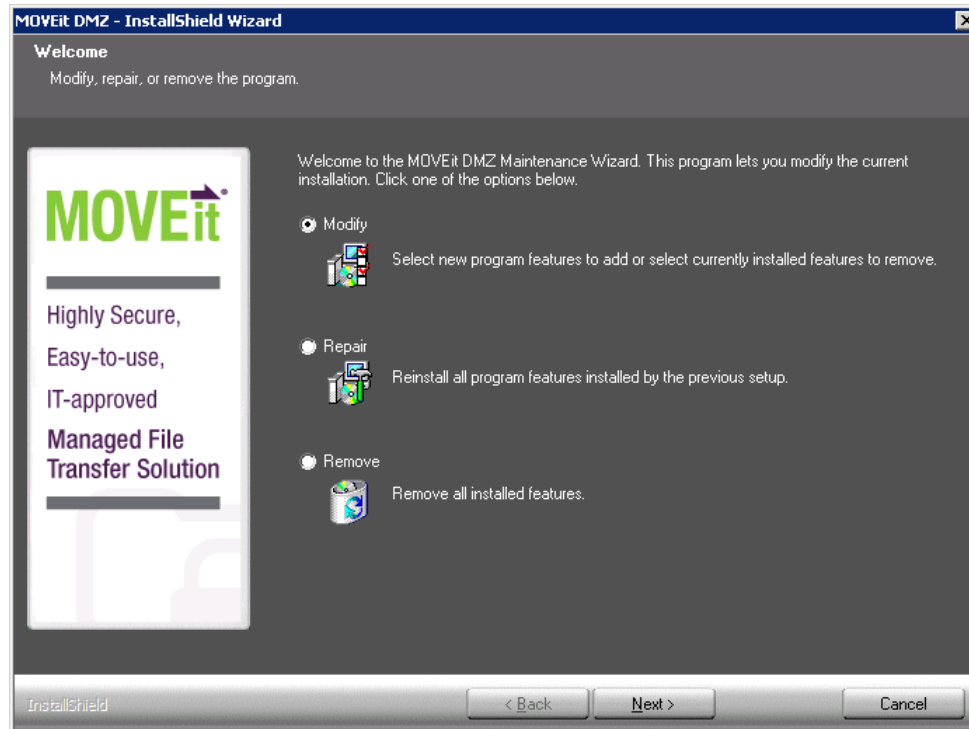 MOVEit DMZ - InstallShield Wizard
Welcome
Modify, repair, or remove the program.
MOVEit®
Highly Secure,
Easy-to-use,
IT-approved
Managed File
Transfer Solution
Welcome to the MOVEit DMZ Maintenance Wizard. This program lets you modify the current
installation. Click one of the options below.
Modify
Select new program features to add or select currently installed features to remove.
Repair
Reinstall all program features installed by the previous setup.
Remove
Remove all installed features.
InstallShield
< Back
Next >
Cancel